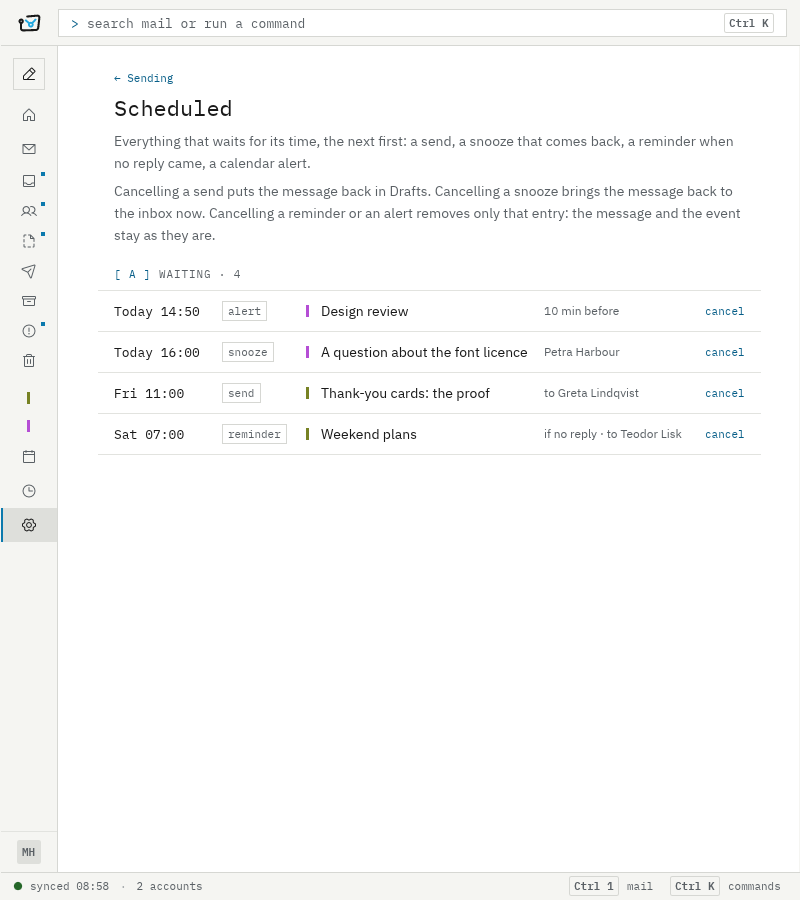 > search mail or run a command Ctrl K
← Sending
Scheduled
Everything that waits for its time, the next first: a send, a snooze that comes back, a reminder when
no reply came, a calendar alert.
Cancelling a send puts the message back in Drafts. Cancelling a snooze brings the message back to
the inbox now. Cancelling a reminder or an alert removes only that entry: the message and the event
stay as they are.
[ A ] WAITING · 4
Today 14:50 alert Design review 10 min before cancel
Today 16:00 snooze A question about the font licence Petra Harbour cancel
Fri 11:00 send Thank-you cards: the proof to Greta Lindqvist cancel
Sat 07:00 reminder Weekend plans if no reply · to Teodor Lisk cancel
MH
synced 08:58 · 2 accounts Ctrl 1 mail Ctrl K commands